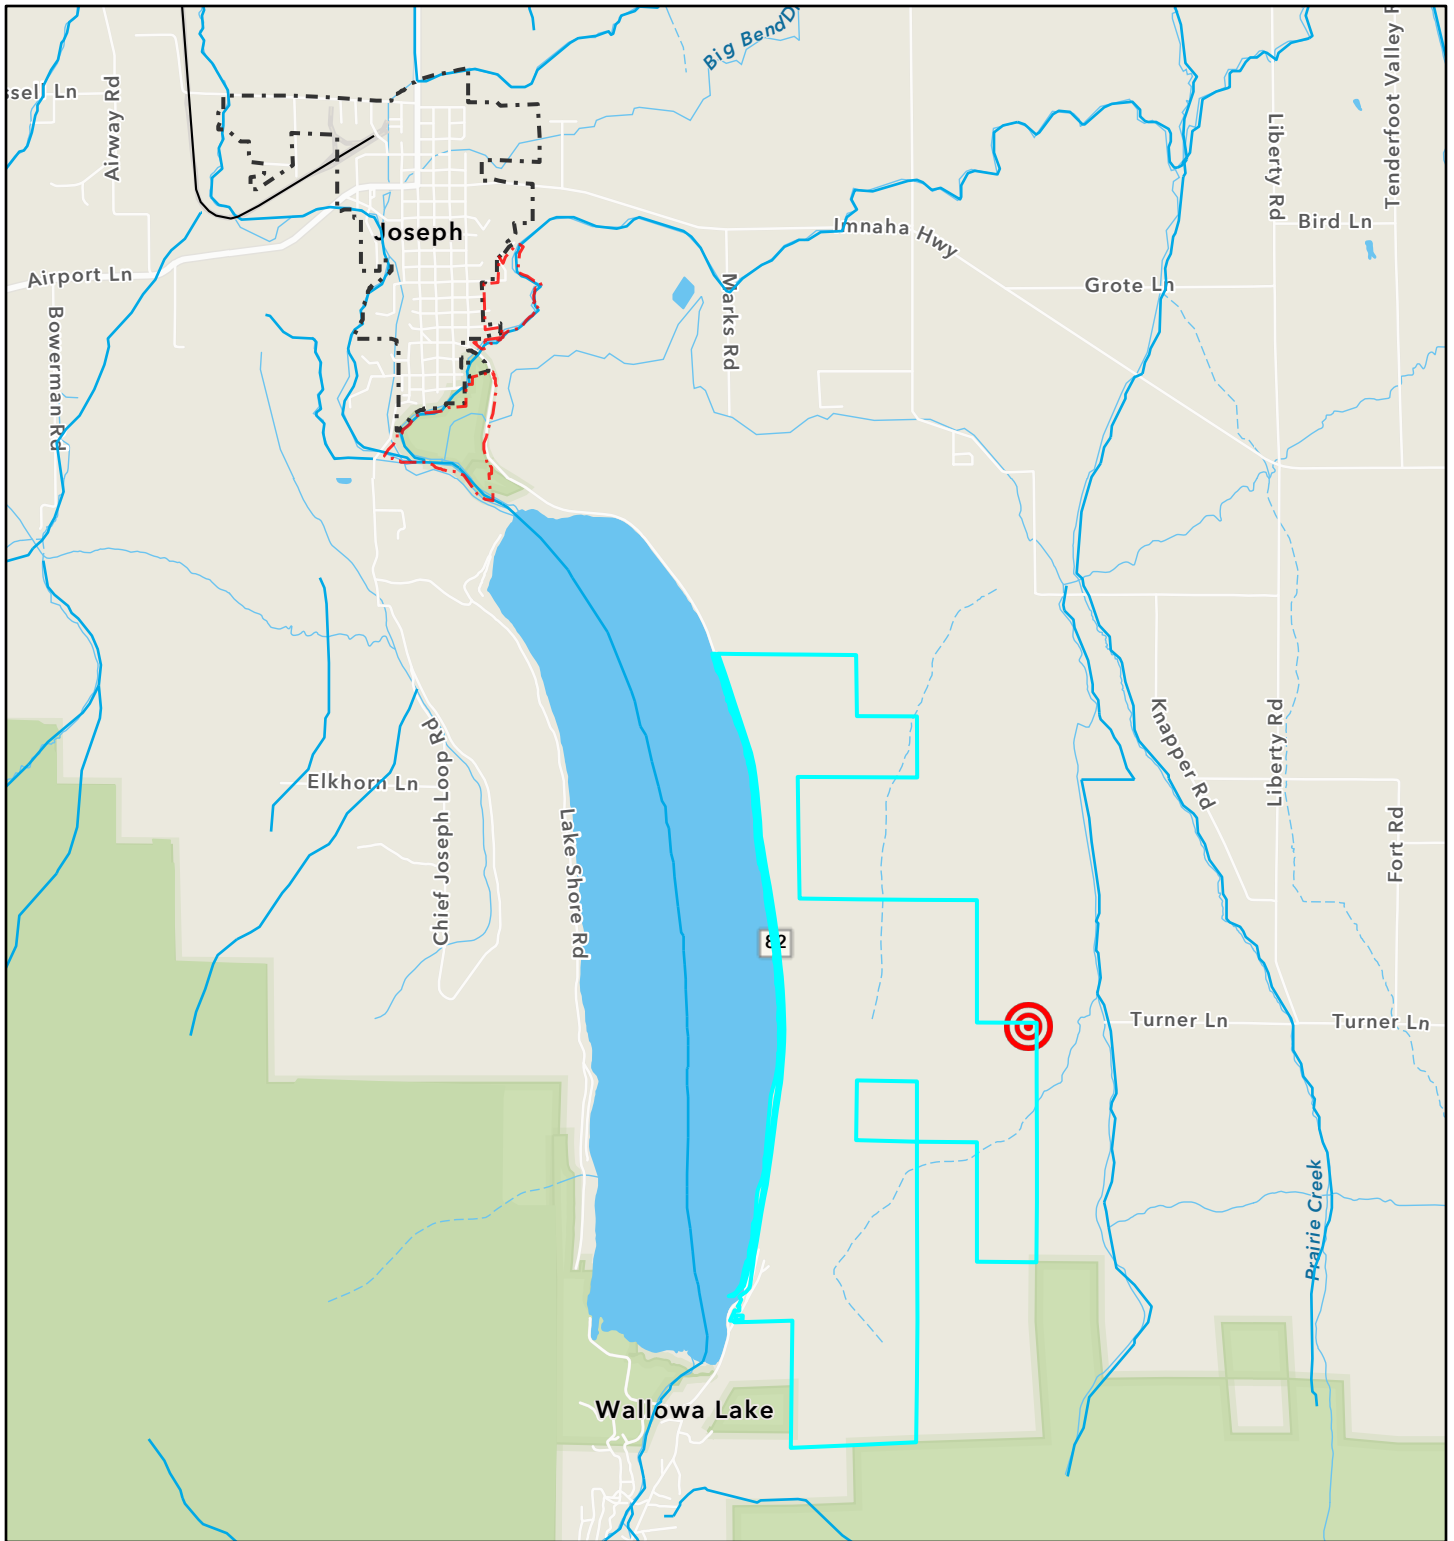 Big Bend
ssell Ln
Airway Rd
Liberty Rd
Tenderfoot Valley
Joseph
Imnaha Hwy
Bird Ln
Airport Ln
Marks Rd
Grote Ln
Bowerman Rd
Chief Joseph Loop Rd
Elkhorn Ln
Lake Shore Rd
Knapper Rd
Liberty Rd
Fort Rd
82
Turner Ln
Turner Ln
Prairie Creek
Wallowa Lake